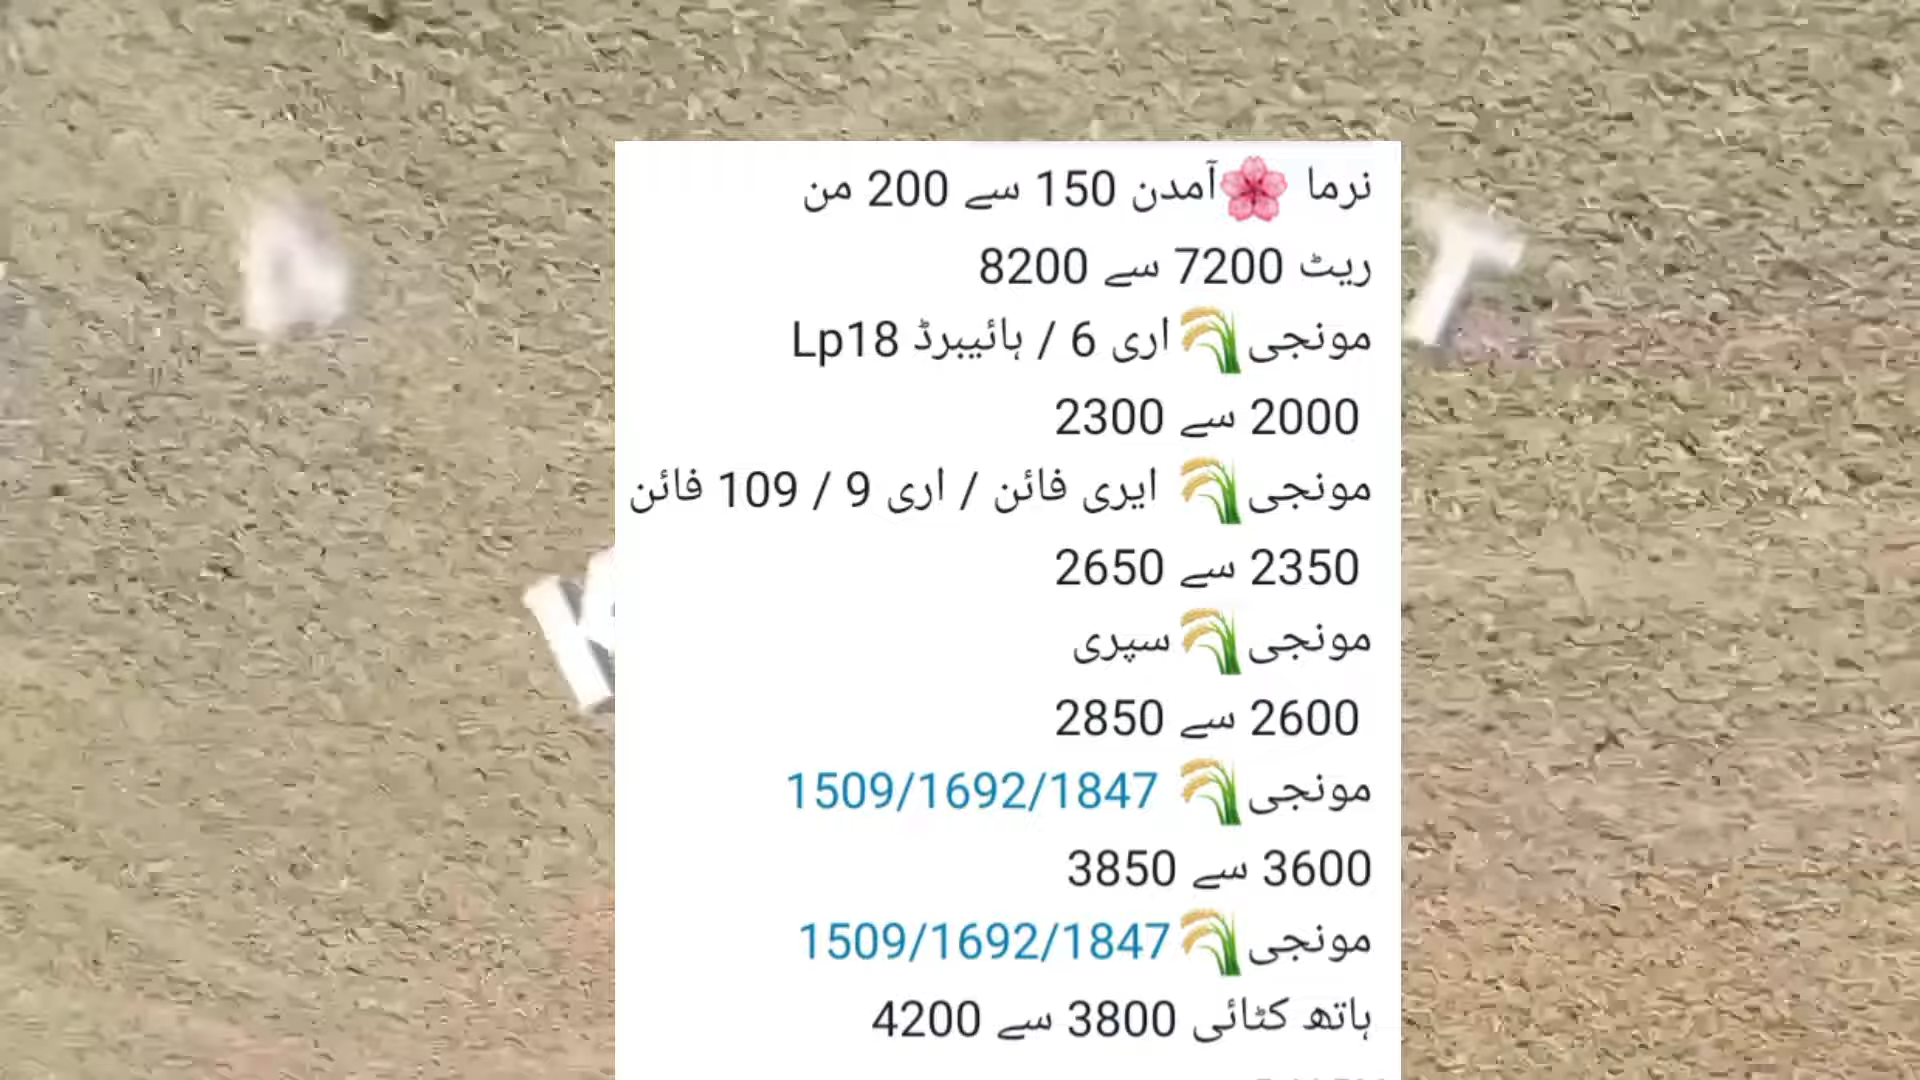 نرما 🌸آمدن 150 سے 200 من
ریٹ 7200 سے 8200
مونجی🌾اری 6 / ہائیبرڈ Lp18
2000 سے 2300
مونجی🌾 ایری فائن / اری 9 / 109 فائن
2350 سے 2650
مونجی🌾سپری
2600 سے 2850
مونجی🌾 1509/1692/1847
3600 سے 3850
مونجی🌾1509/1692/1847
ہاتھ کٹائی 3800 سے 4200